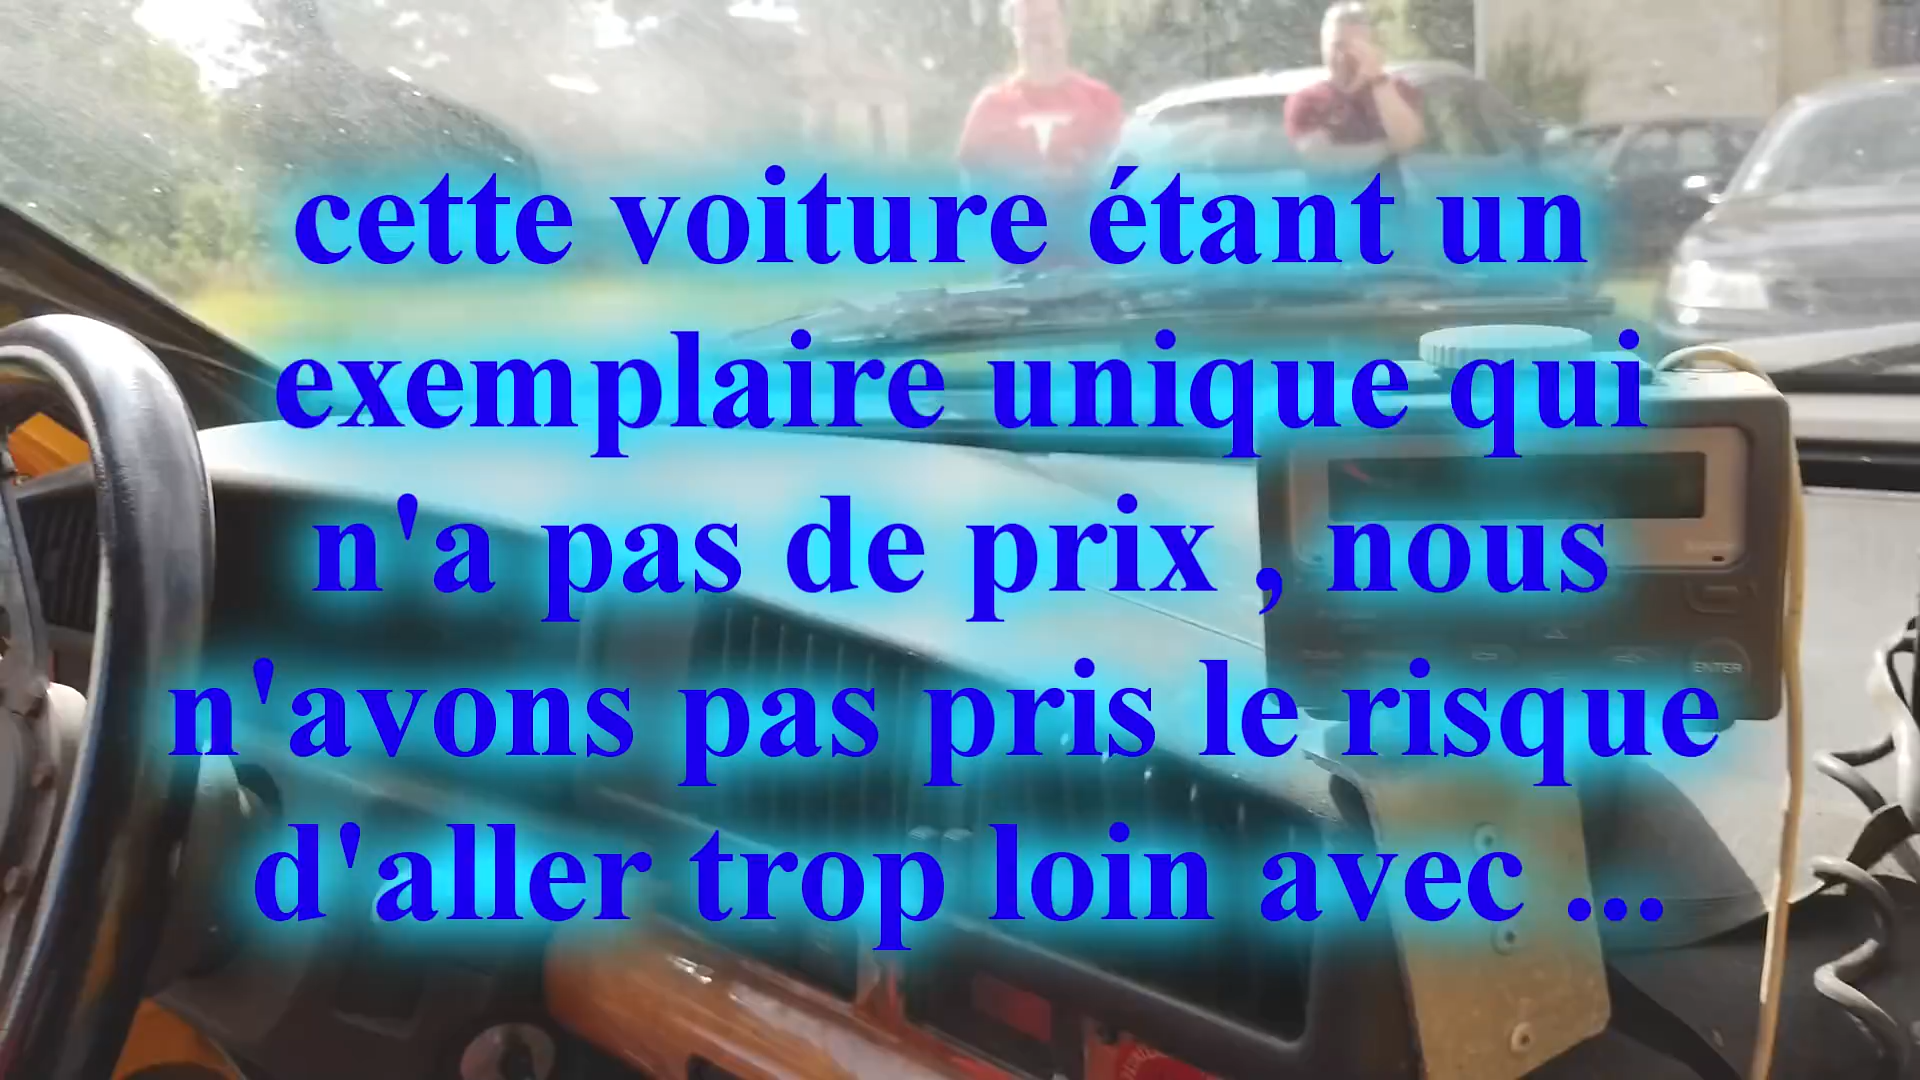 cette voiture étant un
exemplaire unique qui
n'a pas de prix , nous
n'avons pas pris le risque
d'aller trop loin avec ...
T
ENTER